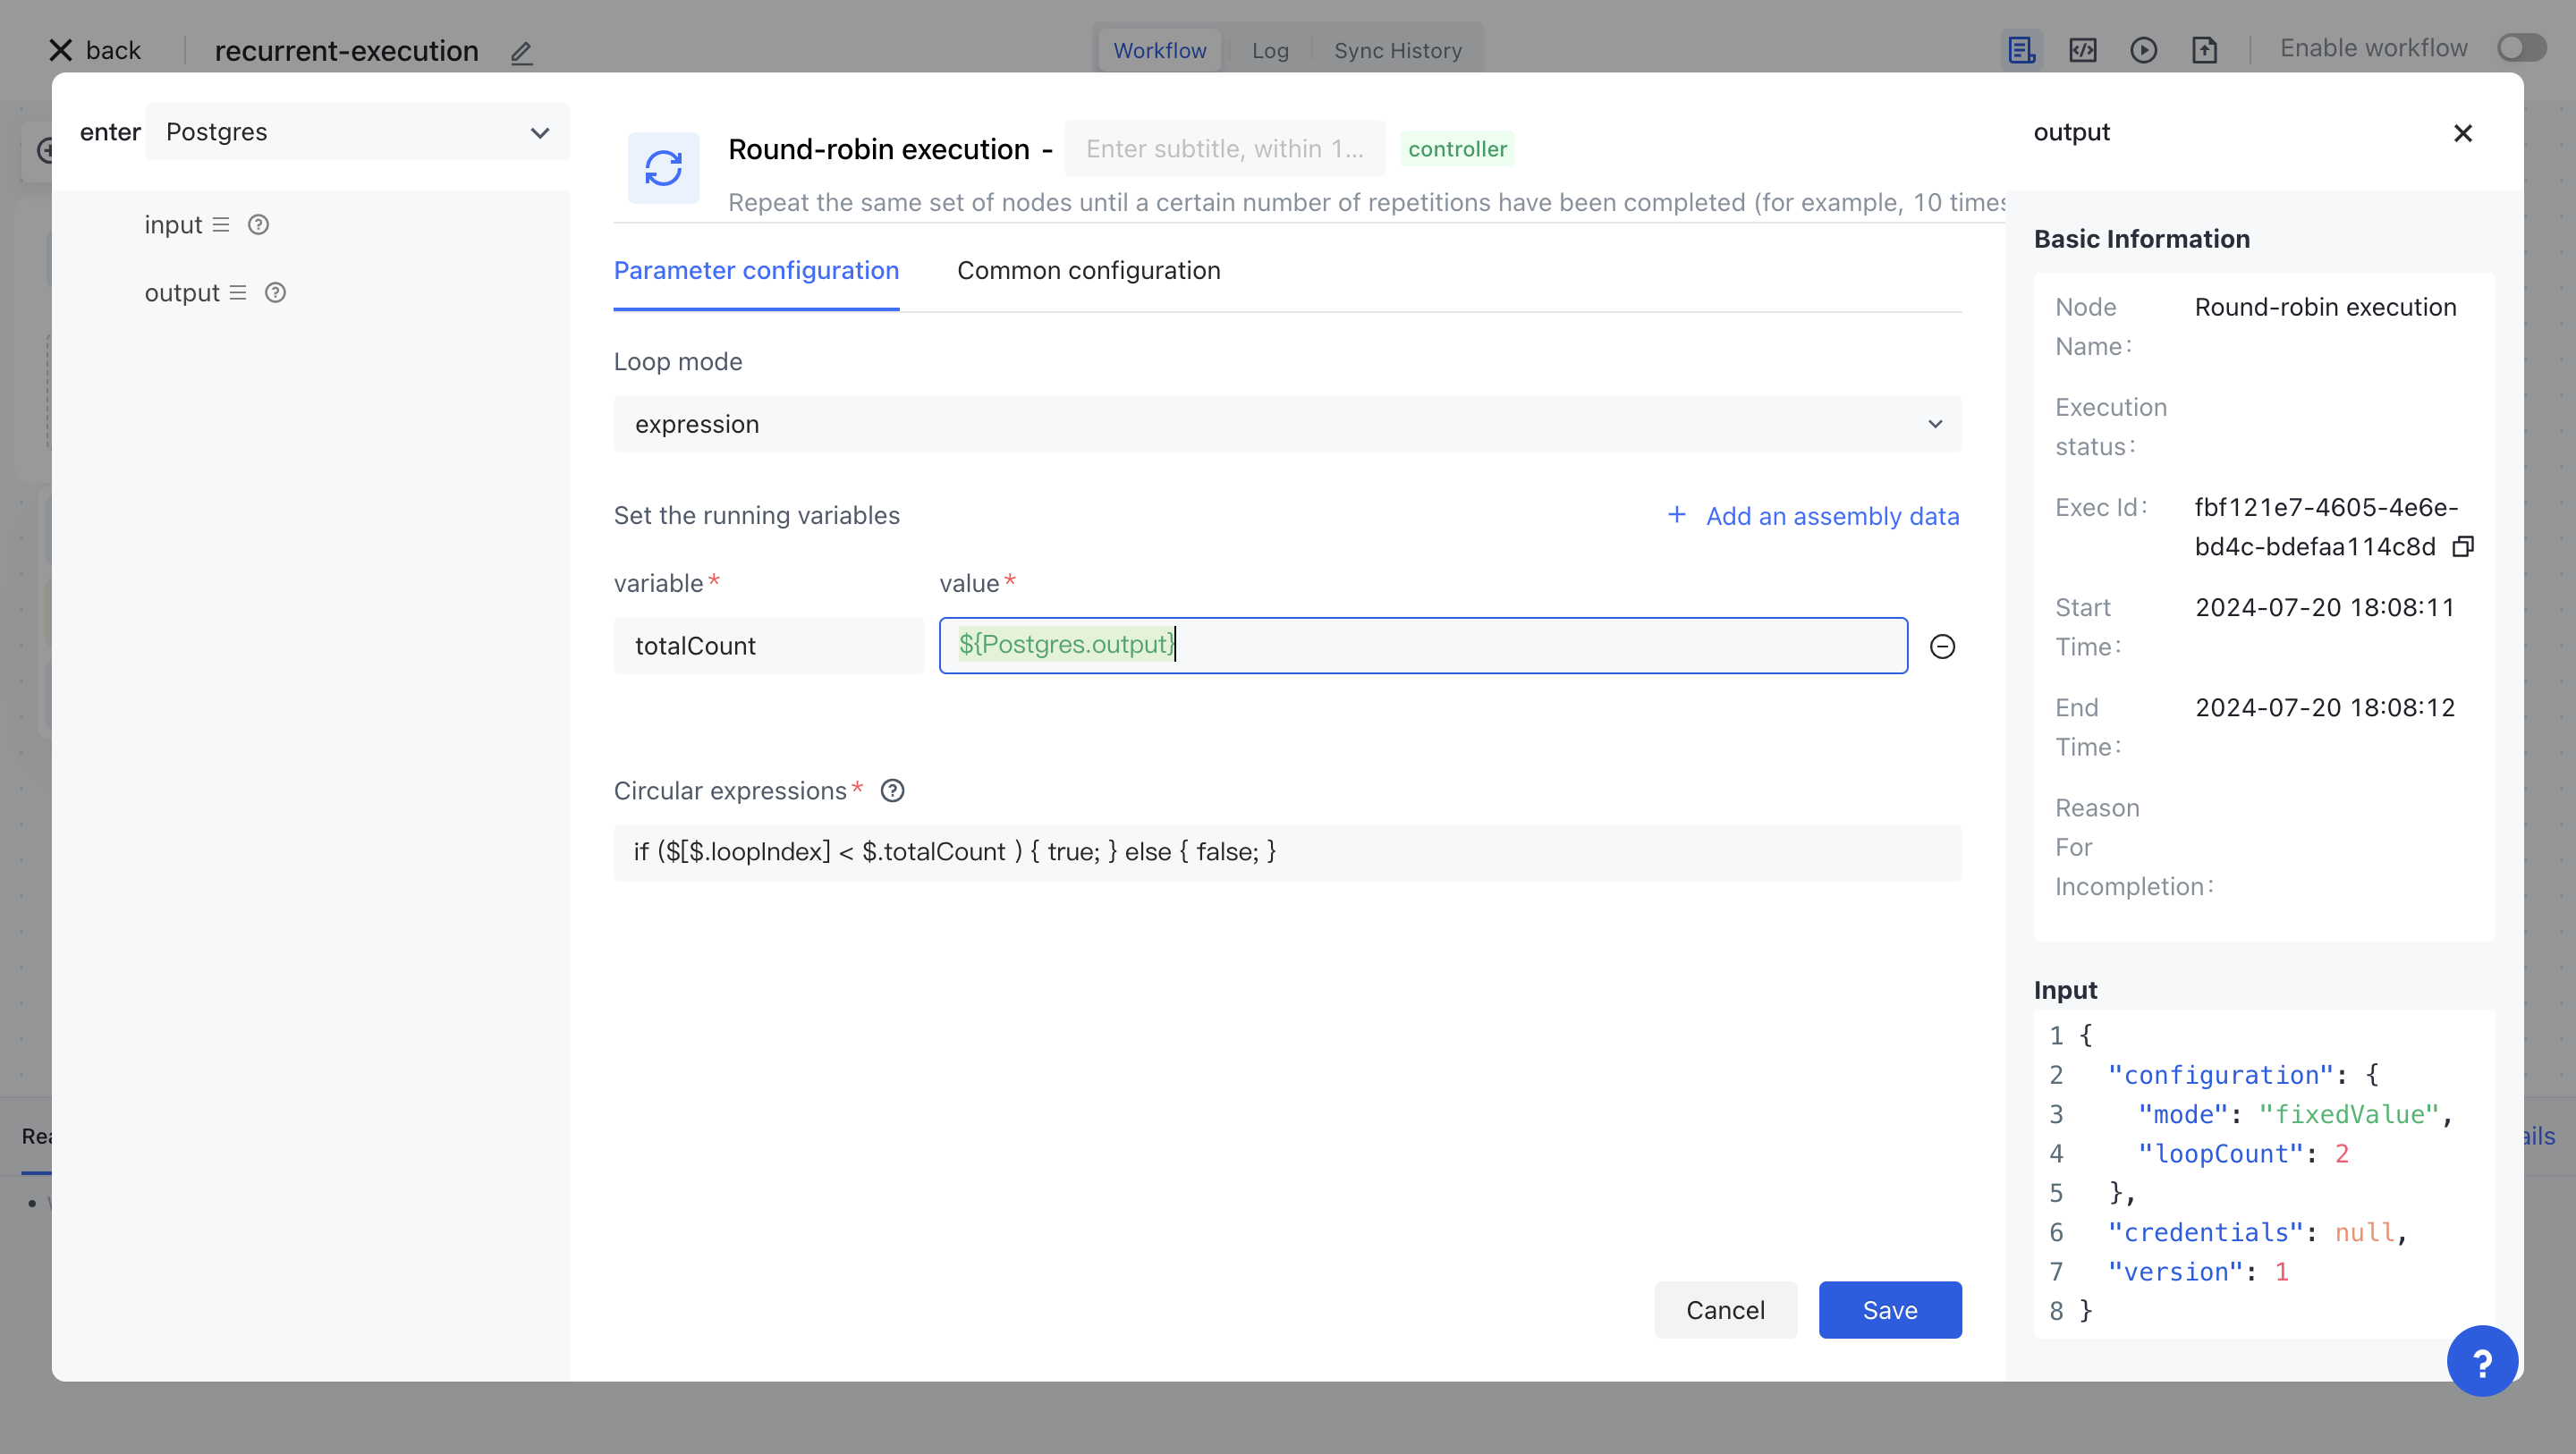 back
recurrent-execution
Workflow
Log
Sync History
Enable workflow
enter
Postgres
input
output
Round-robin execution -
Enter subtitle, within 1...
controller
Repeat the same set of nodes until a certain number of repetitions have been completed (for example, 10 times
Parameter configuration
Common configuration
Loop mode
expression
Set the running variables
+ Add an assembly data
variable*
value*
totalCount
${Postgres.output}
Circular expressions*
if ($[$.loopIndex] < $.totalCount ) { true; } else { false; }
Cancel
Save
output
Basic Information
Node Name:
Round-robin execution
Execution status:
Exec Id:
fbf121e7-4605-4e6e-
bd4c-bdefaa114c8d
Start Time:
2024-07-20 18:08:11
End Time:
2024-07-20 18:08:12
Reason
For
Incompletion:
Input
1 {
2 "configuration": {
3 "mode": "fixedValue",
4 "loopCount": 2
5 },
6 "credentials": null,
7 "version": 1
8 }
Rea
ails
?